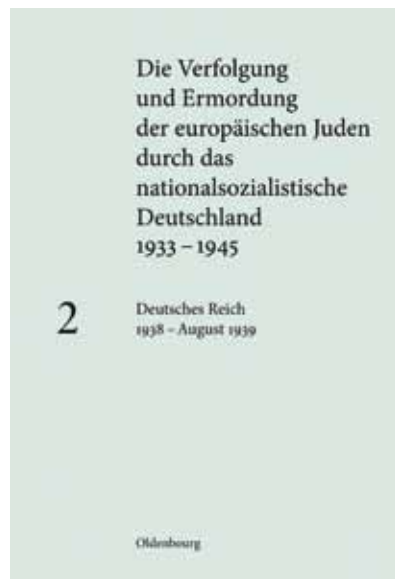 Die Verfolgung
und Ermordung
der europäischen Juden
durch das
nationalsozialistische
Deutschland
1933 – 1945
2
Deutsches Reich
1938 – August 1939
Oldenbourg